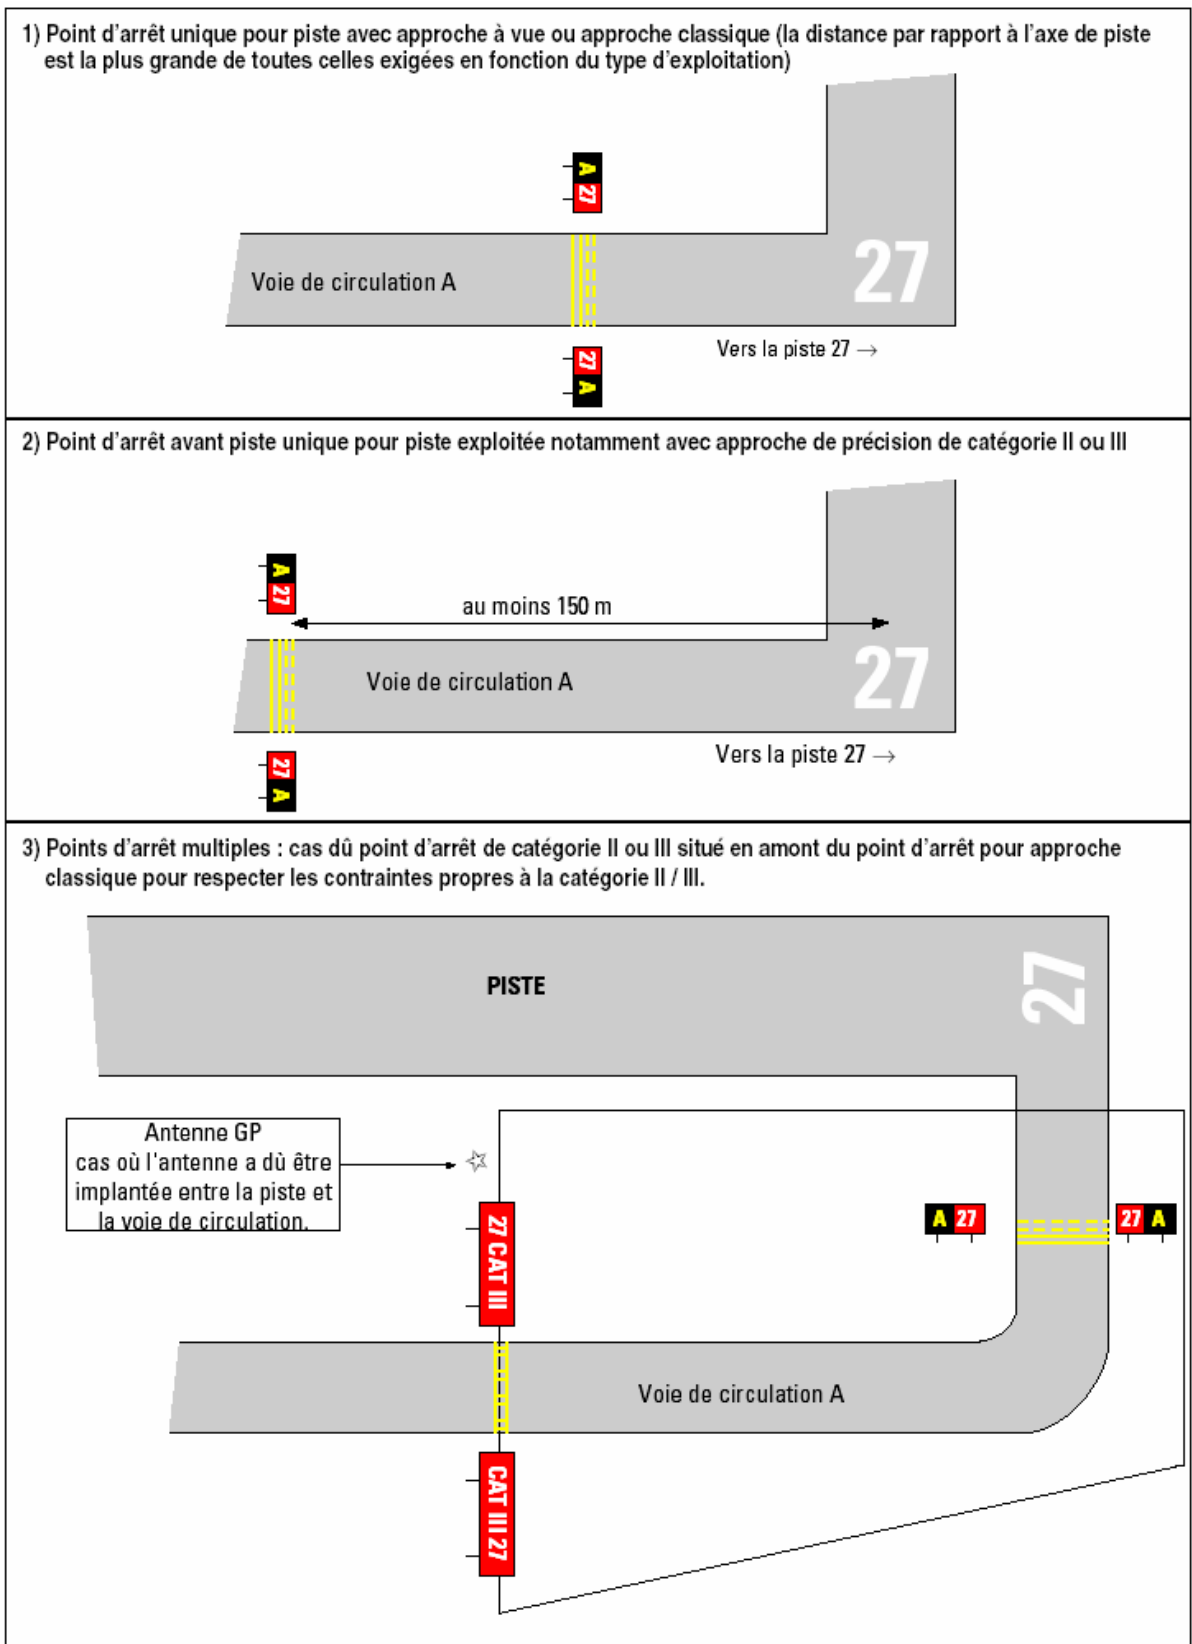 1) Point d'arrêt unique pour piste avec approche à vue ou approche classique (la distance par rapport à l'axe de piste
est la plus grande de toutes celles exigées en fonction du type d'exploitation)
A
27
Voie de circulation A
27
Vers la piste 27 →
27
A
2) Point d'arrêt avant piste unique pour piste exploitée notamment avec approche de précision de catégorie II ou III
A
27
au moins 150 m
Voie de circulation A
27
Vers la piste 27 →
27
A
3) Points d'arrêt multiples : cas dû point d'arrêt de catégorie II ou III situé en amont du point d'arrêt pour approche
classique pour respecter les contraintes propres à la catégorie II / III.
PISTE
27
Antenne GP
cas où l'antenne a dû être
implantée entre la piste et
la voie de circulation.
A 27
27 A
27 CAT III
Voie de circulation A
CAT III 27